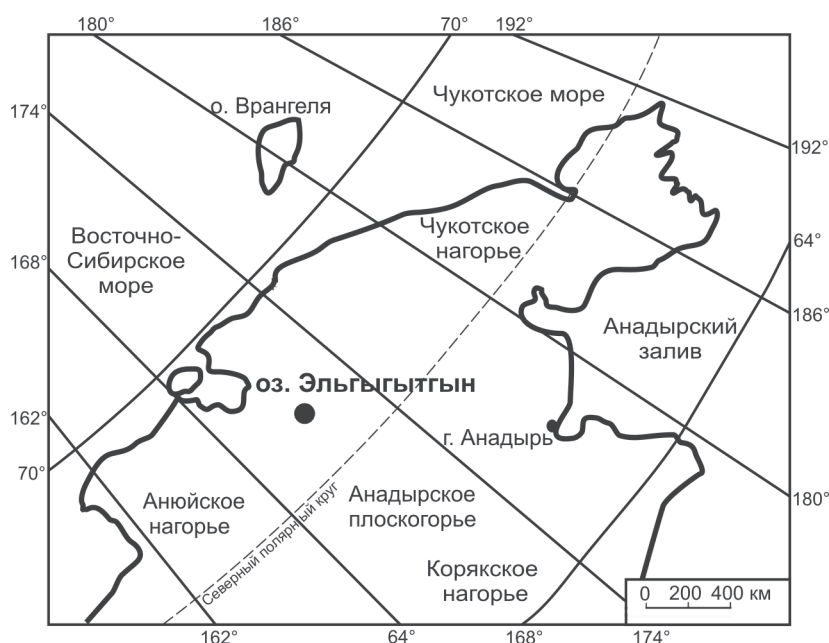 180°
186°
70°
192°
174°
о. Врангеля
Чукотское море
192°
Чукотское
нагорье
Восточно-
Сибирское
море
64°
168°
186°
Анадырский
залив
оз. Эльгыгытгын
162°
г. Анадырь
70°
180°
Анюйское
нагорье
Анадырское
плоскогорье
Северный полярный круг
Корякское
нагорье
0 200 400 км
162°
64°
168°
174°